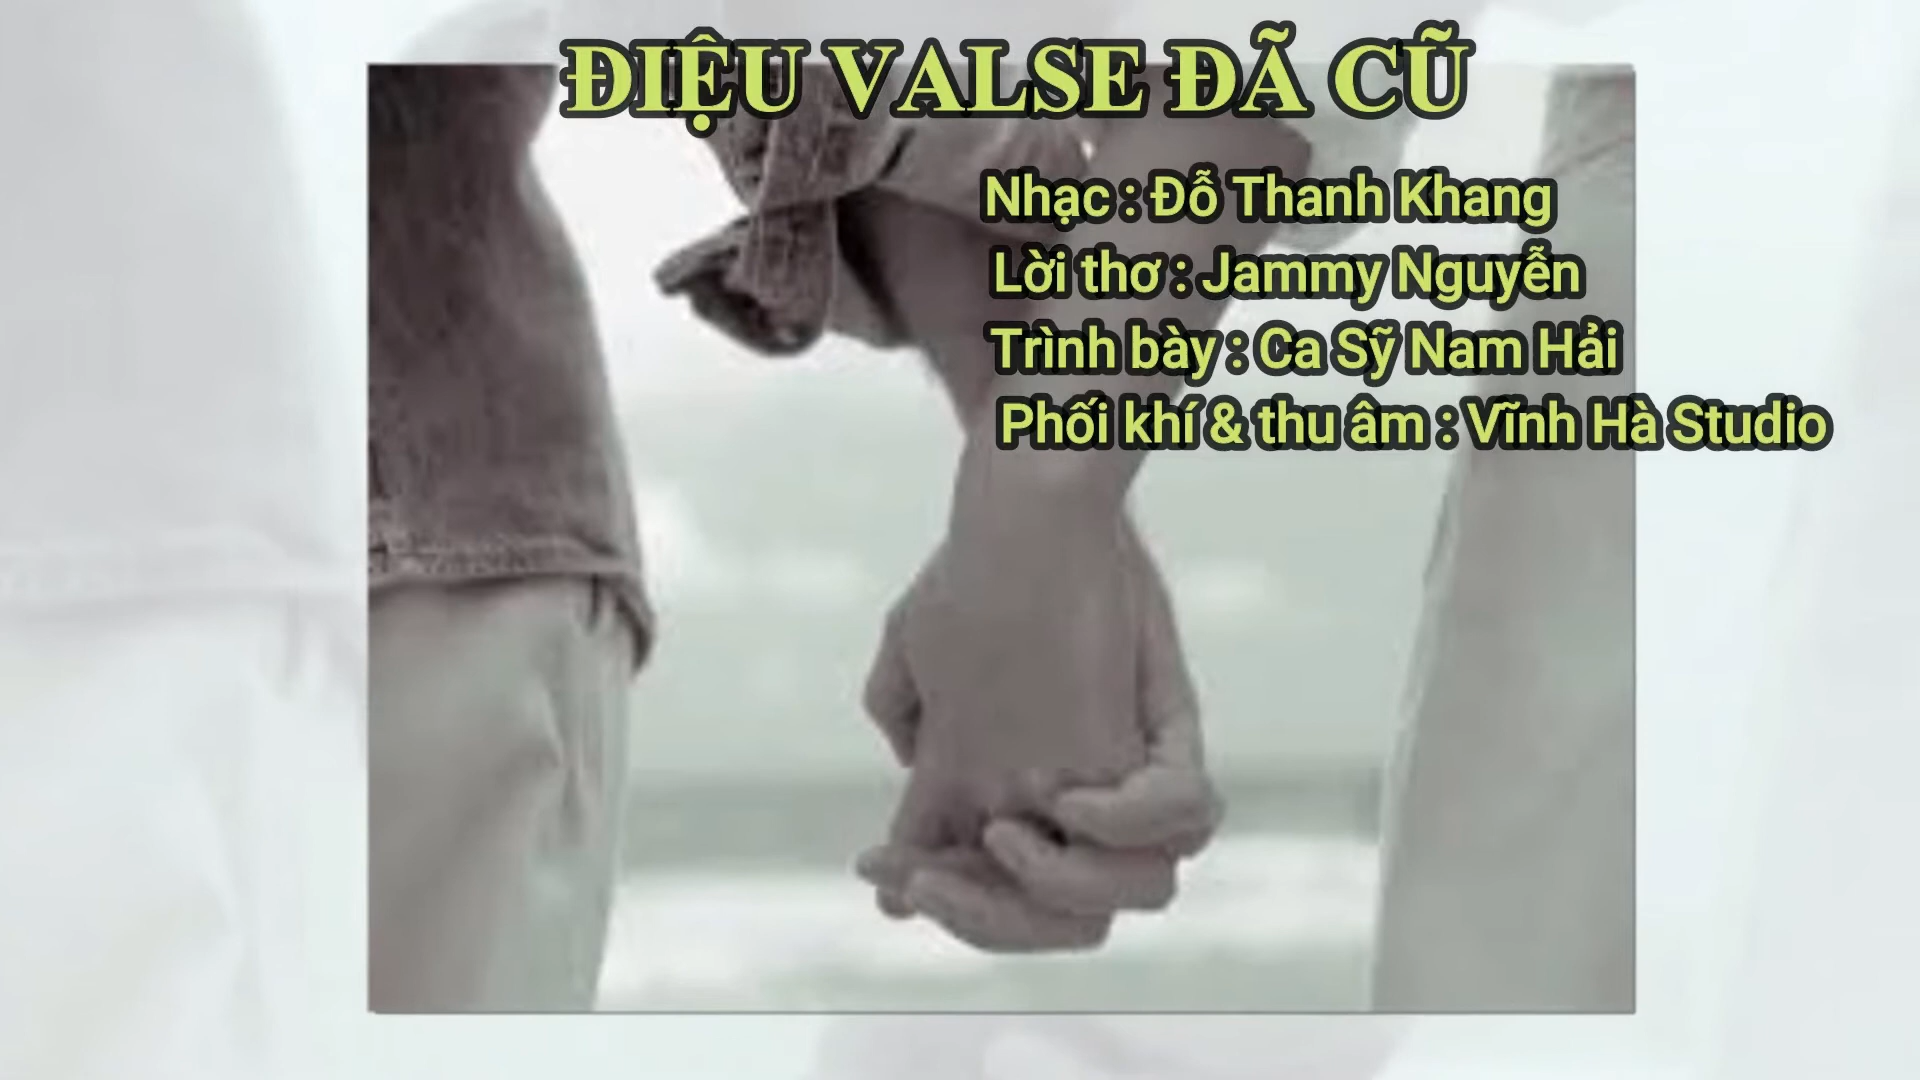 ĐIỆU VALSE ĐÃ CŨ
Nhạc : Đỗ Thanh Khang
Lời thơ : Jammy Nguyễn
Trình bày : Ca Sỹ Nam Hải
Phối khí & thu âm : Vĩnh Hà Studio